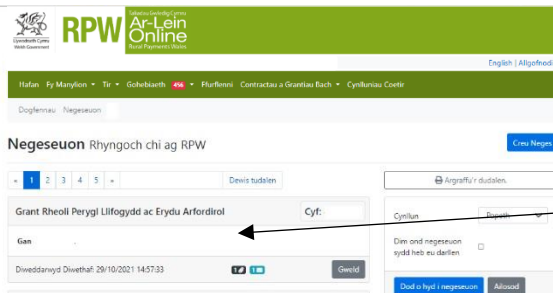 Llywodraeth Cymru
Welsh Government
RPW
Taliadau Gwledig Cymru
Ar-Lein
Online
Rural Payments Wales
English | Allgofnodi
Hafan Fy Manylion Tir Gohebiaeth 456 Ffurflenni Contractau a Grantiau Bach Cynlluniau Coetir
Dogfennau Negeseuon
Negeseuon Rhyngoch chi ag RPW
Creu Neges
« 1 2 3 4 5 »
Dewis tudalen
Argraffu'r dudalen.
Grant Rheoli Perygl Llifogydd ac Erydu Arfordirol
Cyf:
Cynllun
Popeth
Gan
Dim ond negeseuon
sydd heb eu darllen
Diweddarwyd Diwethaf: 29/10/2021 14:57:33
1
1
Gweld
Dod o hyd i negeseuon
Ailosod